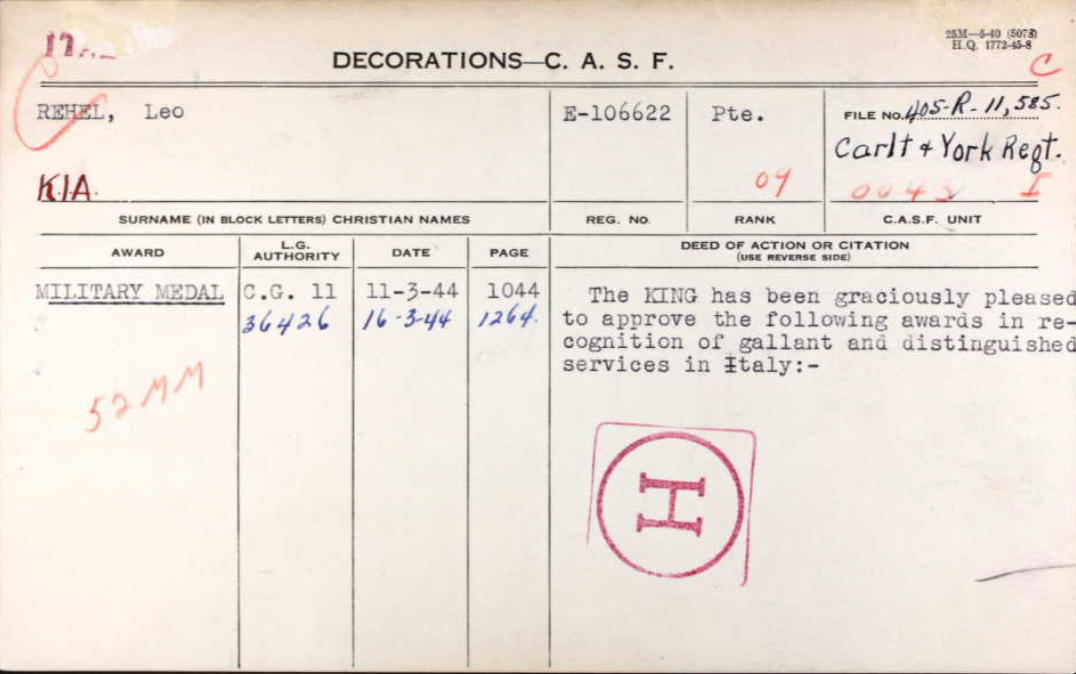 25M—5-40 (5073)
H.Q. 1772-45-8
DECORATIONS—C. A. S. F.
C
REHEL, Leo
E-106622
Pte.
FILE NO. 405-R-11,585.
Carlt & York Regt.
K.I.A.
04
0042 I
SURNAME (IN BLOCK LETTERS) CHRISTIAN NAMES
REG. NO.
RANK
C.A.S.F. UNIT
AWARD
L.G. AUTHORITY
DATE
PAGE
DEED OF ACTION OR CITATION
(USE REVERSE SIDE)
MILITARY MEDAL
C.G. 11
11-3-44
1044
36426
16-3-44
1264.
The KING has been graciously pleased
to approve the following awards in re-
cognition of gallant and distinguished
services in Italy:-
52 MM
H